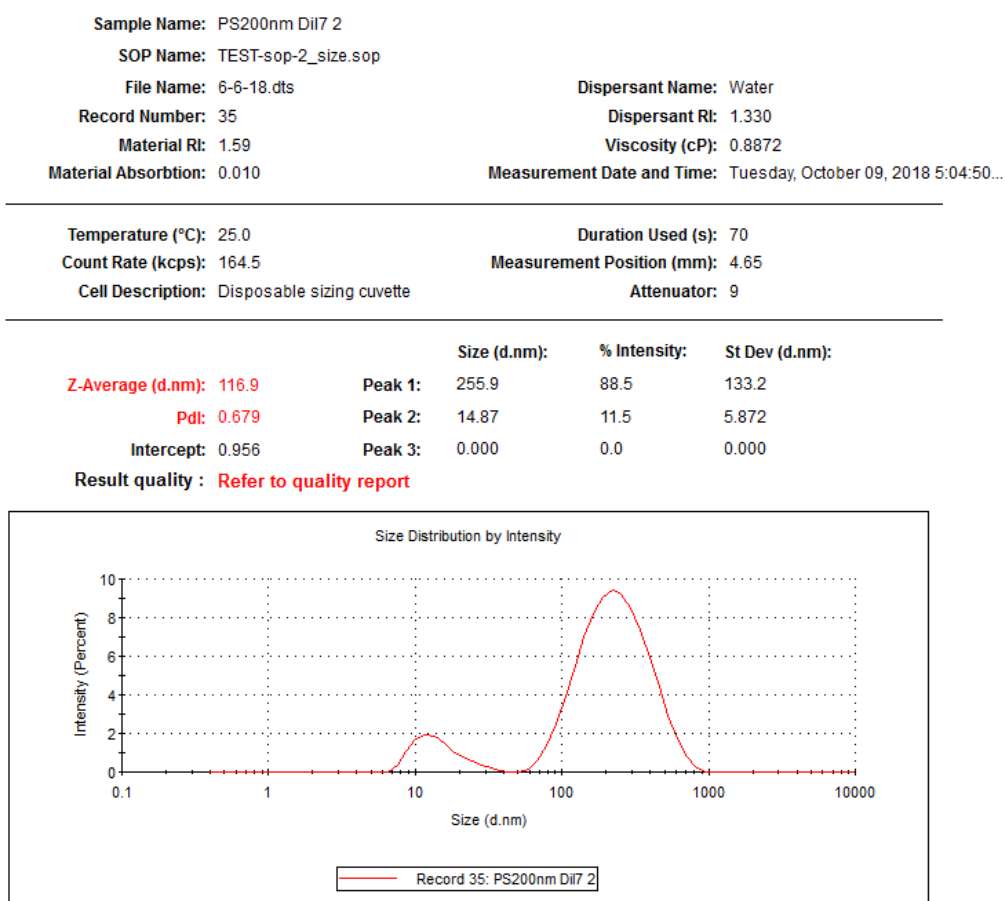 Sample Name: PS200nm Dil7 2
SOP Name: TEST-sop-2_size.sop
File Name: 6-6-18.dts Dispersant Name: Water
Record Number: 35 Dispersant RI: 1.330
Material RI: 1.59 Viscosity (cP): 0.8872
Material Absorbtion: 0.010 Measurement Date and Time: Tuesday, October 09, 2018 5:04:50...
Temperature (°C): 25.0 Duration Used (s): 70
Count Rate (kcps): 164.5 Measurement Position (mm): 4.65
Cell Description: Disposable sizing cuvette Attenuator: 9
Size (d.nm): % Intensity: St Dev (d.nm):
Z-Average (d.nm): 116.9 Peak 1: 255.9 88.5 133.2
PdI: 0.679 Peak 2: 14.87 11.5 5.872
Intercept: 0.956 Peak 3: 0.000 0.0 0.000
Result quality : Refer to quality report
Size Distribution by Intensity
Intensity (Percent)
10
8
6
4
2
0
0.1 1 10 100 1000 10000
Size (d.nm)
Record 35: PS200nm Dil7 2